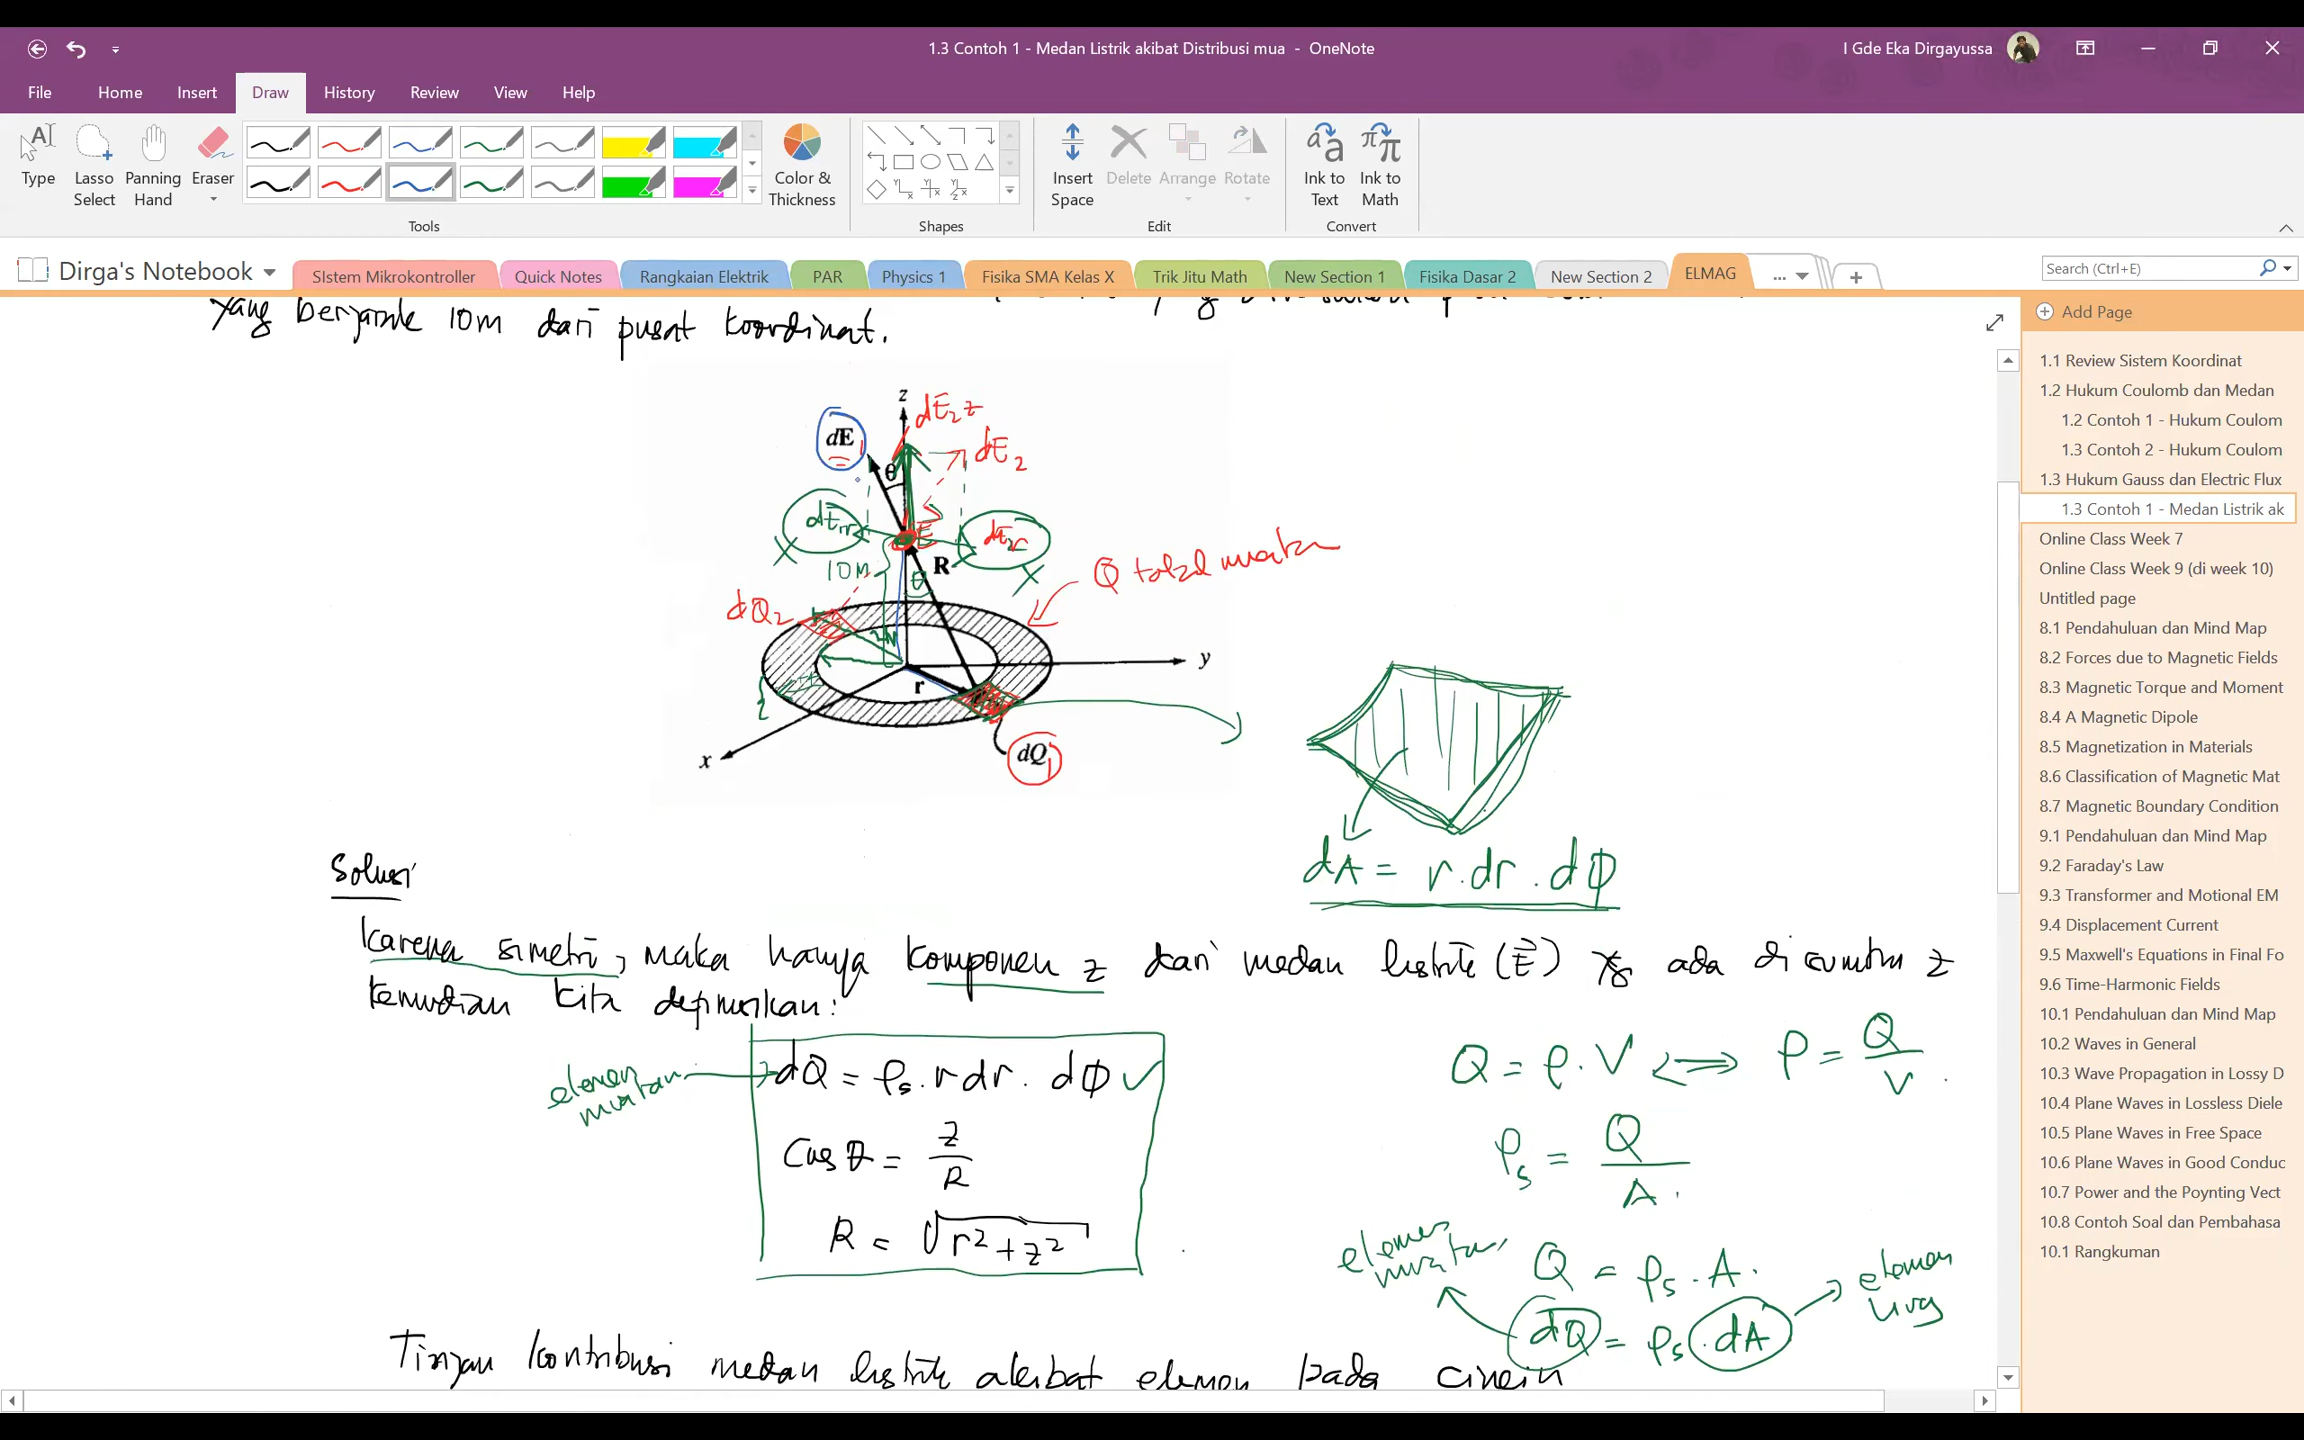 1.3 Contoh 1 - Medan Listrik akibat Distribusi mua - OneNote
I Gde Eka Dirgayussa
File Home Insert Draw History Review View Help
Type
Lasso Select
Panning Hand
Eraser
Color & Thickness
Insert Space
Delete
Arrange
Rotate
Ink to Text
Ink to Math
Tools
Shapes
Edit
Convert
Dirga's Notebook
SIstem Mikrokontroller
Quick Notes
Rangkaian Elektrik
PAR
Physics 1
Fisika SMA Kelas X
Trik Jitu Math
New Section 1
Fisika Dasar 2
New Section 2
ELMAG
...
Search (Ctrl+E)
yang berjarak 10m dari pusat koordinat.
z
dE2z
dE1
θ
dE2
dE1r
E
dE2r
10m
R
θ
Q total muatan
dQ2
r
y
x
dQ1
dA = r.dr.dϕ
Solusi
Karena simetri, maka hanya komponen z dari medan listrik (E⃗) yg ada di sumbu z
kemudian kita definisikan:
elemen muatan
dQ = ρs.rdr.dϕ ✓
Cos θ = z/R
R = √r²+z²
Q = ρ.V ⟺ ρ = Q/V
ρs = Q/A
elemen muatan
Q = ρs.A.
elemen luas
dQ = ρs.dA
Tinjau kontribusi medan listrik akibat elemen pada cincin
Add Page
1.1 Review Sistem Koordinat
1.2 Hukum Coulomb dan Medan
1.2 Contoh 1 - Hukum Coulom
1.3 Contoh 2 - Hukum Coulom
1.3 Hukum Gauss dan Electric Flux
1.3 Contoh 1 - Medan Listrik ak
Online Class Week 7
Online Class Week 9 (di week 10)
Untitled page
8.1 Pendahuluan dan Mind Map
8.2 Forces due to Magnetic Fields
8.3 Magnetic Torque and Moment
8.4 A Magnetic Dipole
8.5 Magnetization in Materials
8.6 Classification of Magnetic Mat
8.7 Magnetic Boundary Condition
9.1 Pendahuluan dan Mind Map
9.2 Faraday's Law
9.3 Transformer and Motional EM
9.4 Displacement Current
9.5 Maxwell's Equations in Final Fo
9.6 Time-Harmonic Fields
10.1 Pendahuluan dan Mind Map
10.2 Waves in General
10.3 Wave Propagation in Lossy D
10.4 Plane Waves in Lossless Diele
10.5 Plane Waves in Free Space
10.6 Plane Waves in Good Conduc
10.7 Power and the Poynting Vect
10.8 Contoh Soal dan Pembahasa
10.1 Rangkuman